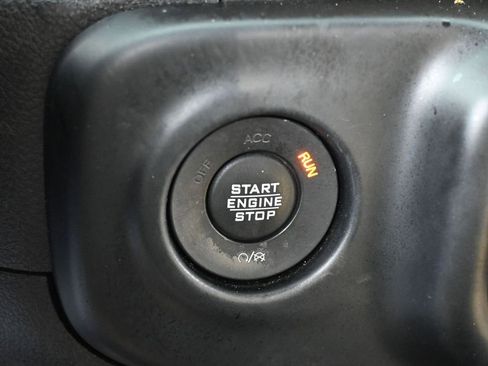 OFF
ACC
RUN
START
ENGINE
STOP